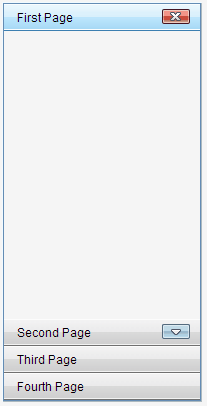 First Page
Second Page
Third Page
Fourth Page